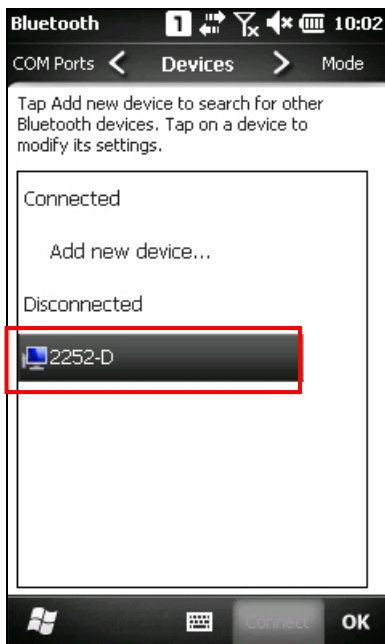 Bluetooth 1 10:02
COM Ports Devices Mode
Tap Add new device to search for other
Bluetooth devices. Tap on a device to
modify its settings.
Connected
Add new device...
Disconnected
2252-D
Connect OK